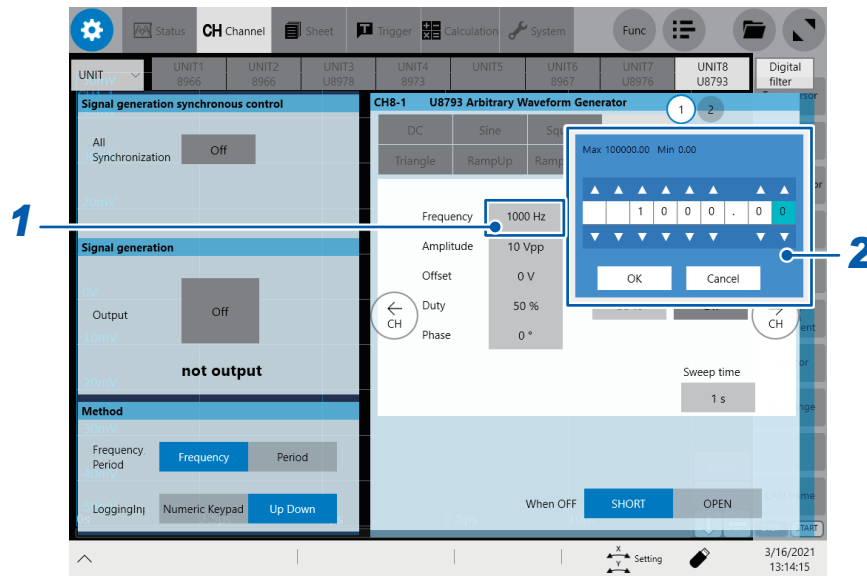 Status
CH Channel
Sheet
Trigger
Calculation
System
Func
UNIT
UNIT1
8966
UNIT2
8966
UNIT3
U8978
UNIT4
8973
UNIT5
UNIT6
8967
UNIT7
U8976
UNIT8
U8793
Digital
filter
Signal generation synchronous control
All
Synchronization
Off
Signal generation
Output
Off
not output
Method
Frequency.
Period
Frequency
Period
LoggingIn
Numeric Keypad
Up Down
CH8-1 U8793 Arbitrary Waveform Generator
1
2
DC
Sine
Squ
Triangle
RampUp
Ramp
Frequency
1000 Hz
Amplitude
10 Vpp
Offset
0 V
Duty
50 %
Phase
0 °
CH
CH
Max 100000.00 Min 0.00
1 0 0 0 . 0 0
OK
Cancel
Sweep time
1 s
When OFF
SHORT
OPEN
START
X
Y
Setting
3/16/2021
13:14:15
1
2